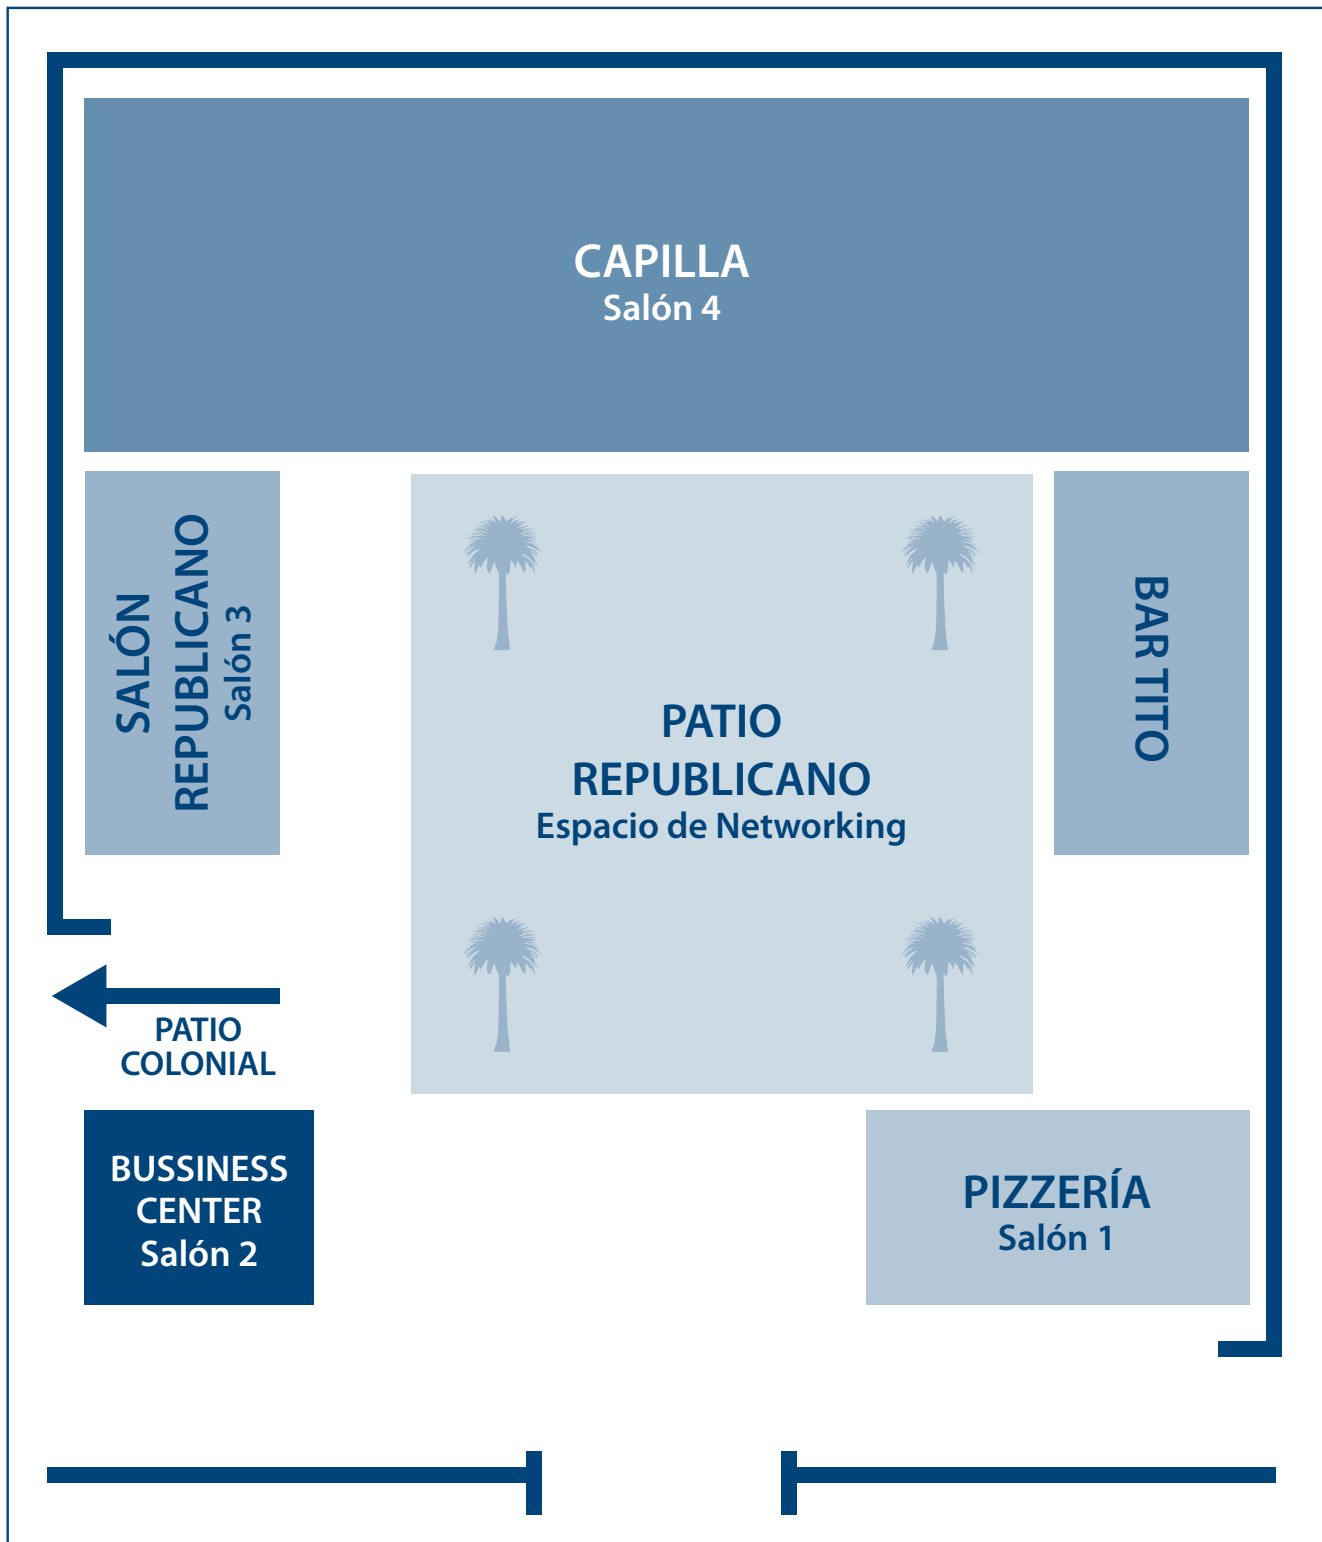 CAPILLA
Salón 4
SALÓN
REPUBLICANO
Salón 3
PATIO
REPUBLICANO
Espacio de Networking
BAR TITO
PATIO
COLONIAL
BUSSINESS
CENTER
Salón 2
PIZZERÍA
Salón 1